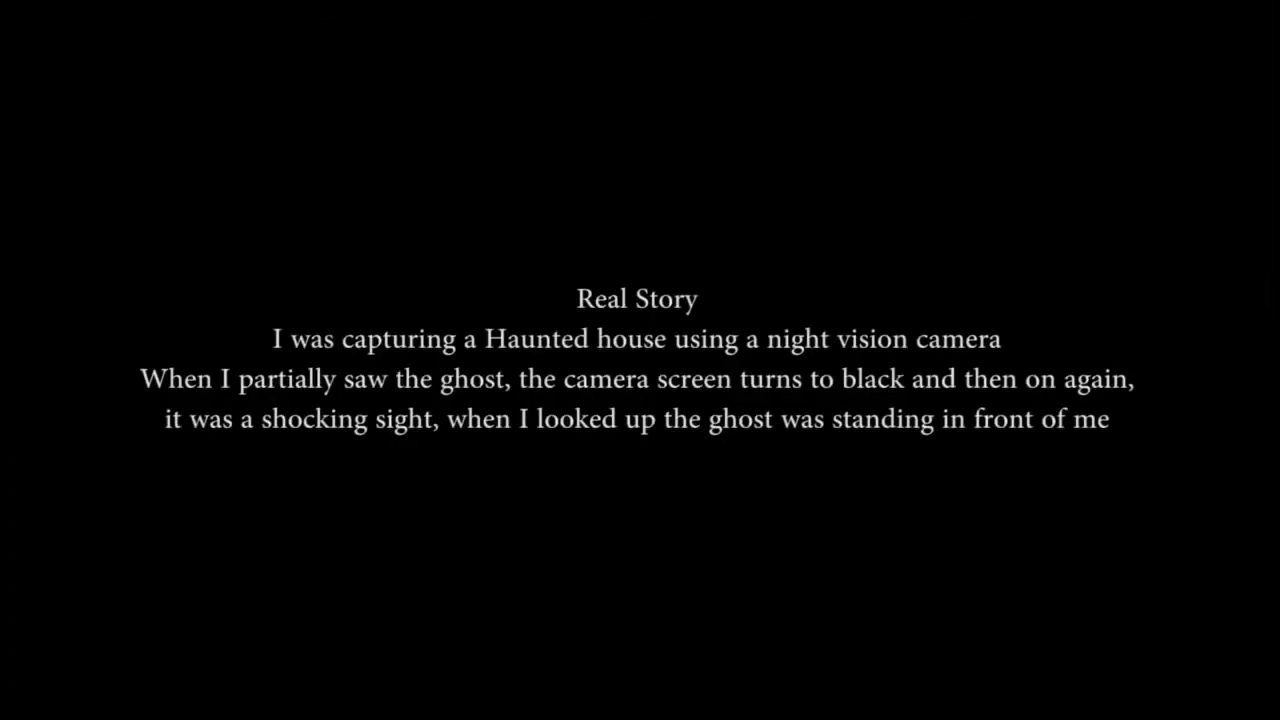 Real Story
I was capturing a Haunted house using a night vision camera
When I partially saw the ghost, the camera screen turns to black and then on again,
it was a shocking sight, when I looked up the ghost was standing in front of me